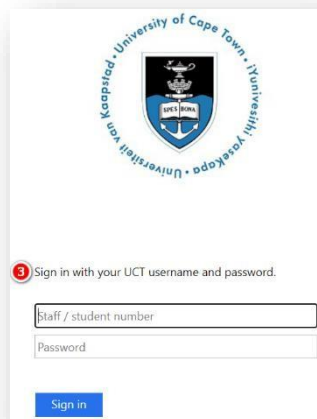 University of Cape Town · iYunivesithi yaseKapa · Universiteit van Kaapstad ·
SPES BONA
3 Sign in with your UCT username and password.
Staff / student number
Password
Sign in